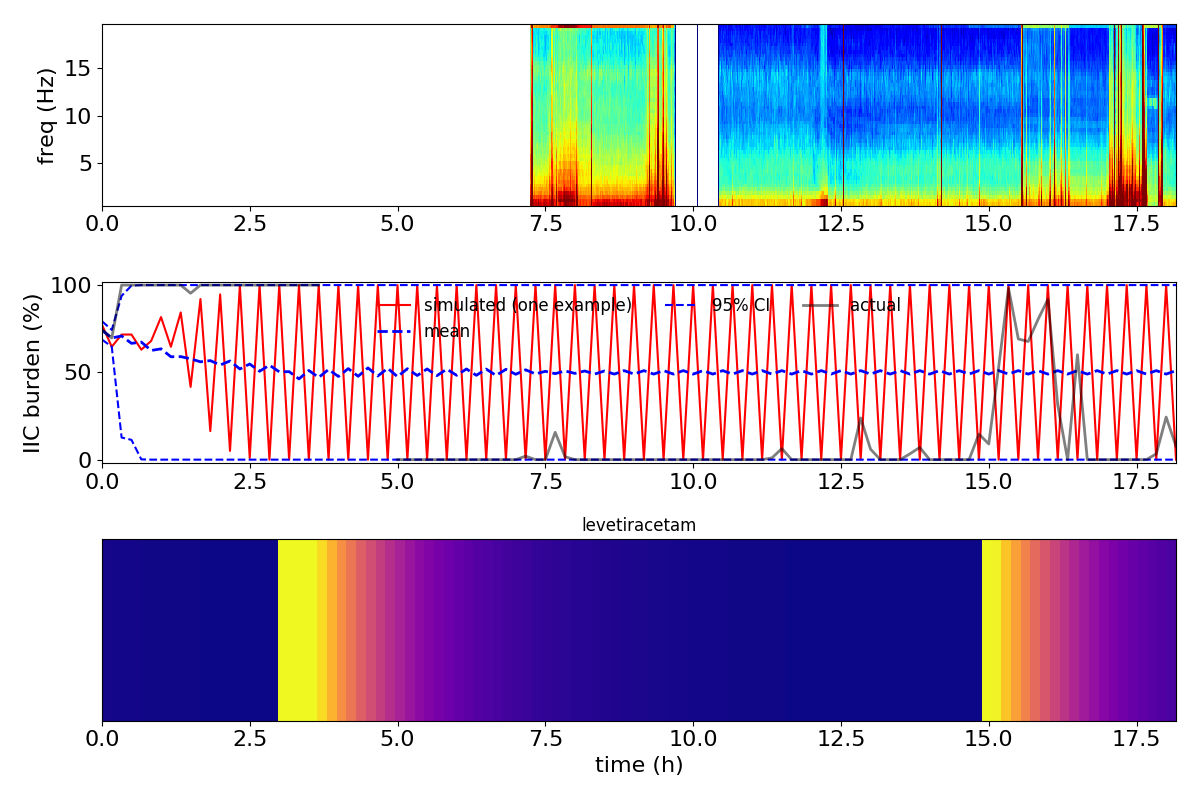 freq (Hz)
15
10
5
0.0 2.5 5.0 7.5 10.0 12.5 15.0 17.5
IIC burden (%)
100
50
0
simulated (one example)
mean
95% CI
actual
0.0 2.5 5.0 7.5 10.0 12.5 15.0 17.5
levetiracetam
0.0 2.5 5.0 7.5 10.0 12.5 15.0 17.5
time (h)